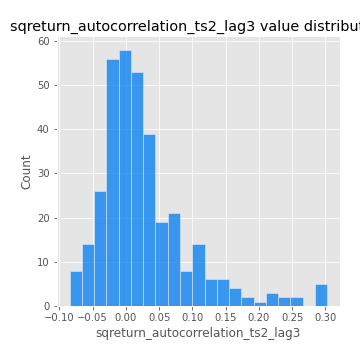 sqreturn_autocorrelation_ts2_lag3 value distribut
60
50
40
30
20
10
0
Count
−0.10 −0.05 0.00 0.05 0.10 0.15 0.20 0.25 0.30
sqreturn_autocorrelation_ts2_lag3